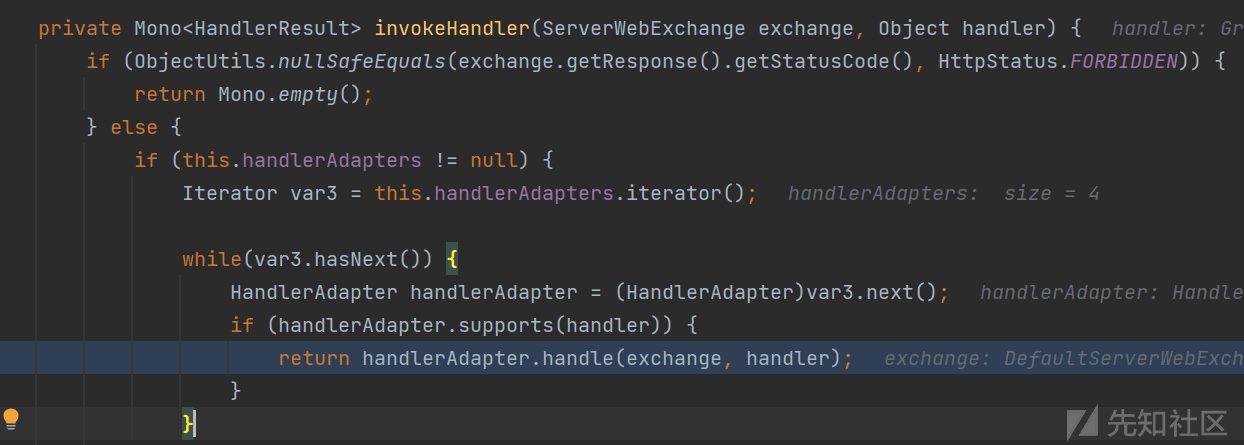 private Mono<HandlerResult> invokeHandler(ServerWebExchange exchange, Object handler) {   handler: Gr
    if (ObjectUtils.nullSafeEquals(exchange.getResponse().getStatusCode(), HttpStatus.FORBIDDEN)) {
        return Mono.empty();
    } else {
        if (this.handlerAdapters != null) {
            Iterator var3 = this.handlerAdapters.iterator();   handlerAdapters:  size = 4
            while(var3.hasNext()) {
                HandlerAdapter handlerAdapter = (HandlerAdapter)var3.next();   handlerAdapter: Handle
                if (handlerAdapter.supports(handler)) {
                    return handlerAdapter.handle(exchange, handler);   exchange: DefaultServerWebExch
                }
            }
先知社区